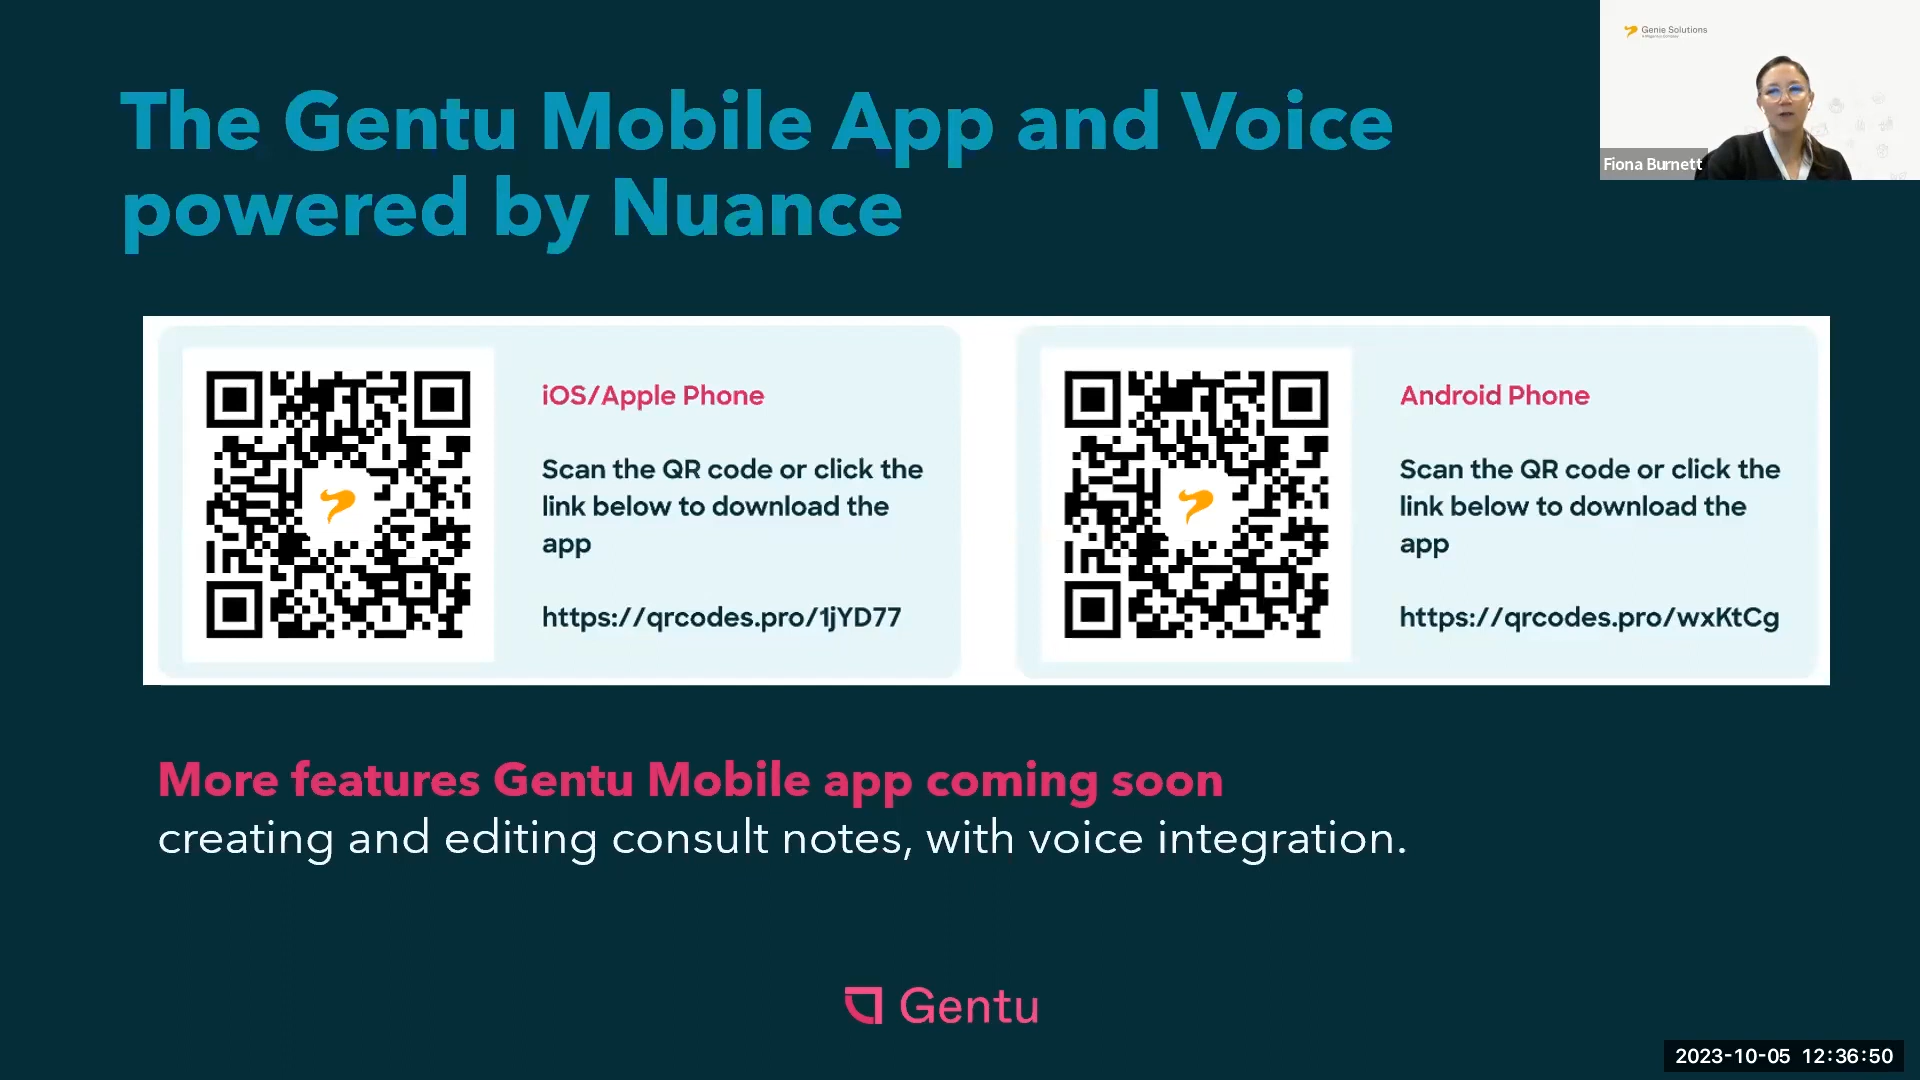 Genie Solutions
Fiona Burnett
The Gentu Mobile App and Voice
powered by Nuance
iOS/Apple Phone
Scan the QR code or click the
link below to download the
app
https://qrcodes.pro/1jYD77
Android Phone
Scan the QR code or click the
link below to download the
app
https://qrcodes.pro/wxKtCg
More features Gentu Mobile app coming soon
creating and editing consult notes, with voice integration.
Gentu
2023-10-05 12:36:50